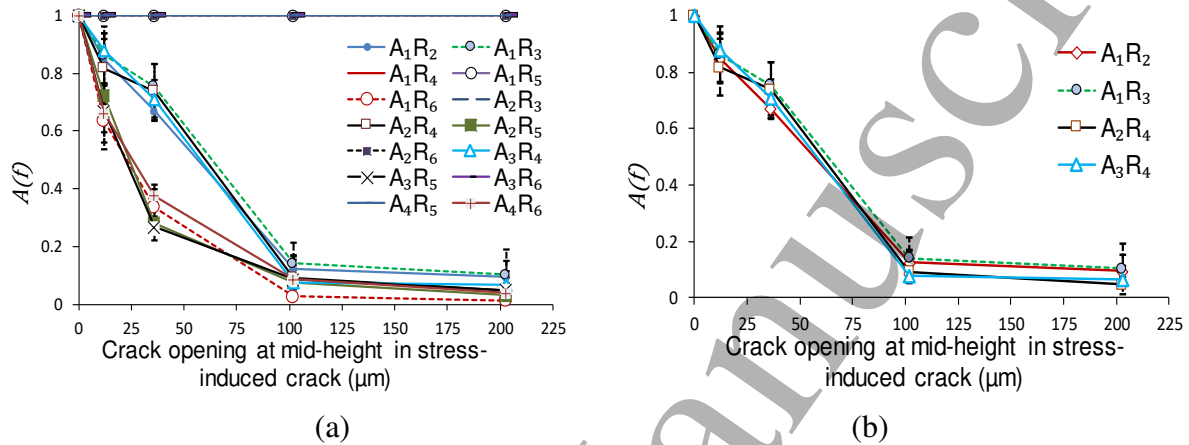 1
0.8
0.6
0.4
0.2
0
A(f)
0 25 50 75 100 125 150 175 200 225
Crack opening at mid-height in stress-
induced crack (µm)
A₁R₂ A₁R₃
A₁R₄ A₁R₅
A₁R₆ A₂R₃
A₂R₄ A₂R₅
A₂R₆ A₃R₄
A₃R₅ A₃R₆
A₄R₅ A₄R₆
(a)
1
0.8
0.6
0.4
0.2
0
A(f)
0 25 50 75 100 125 150 175 200 225
Crack opening at mid-height in stress-
induced crack (µm)
A₁R₂
A₁R₃
A₂R₄
A₃R₄
(b)
anuscr